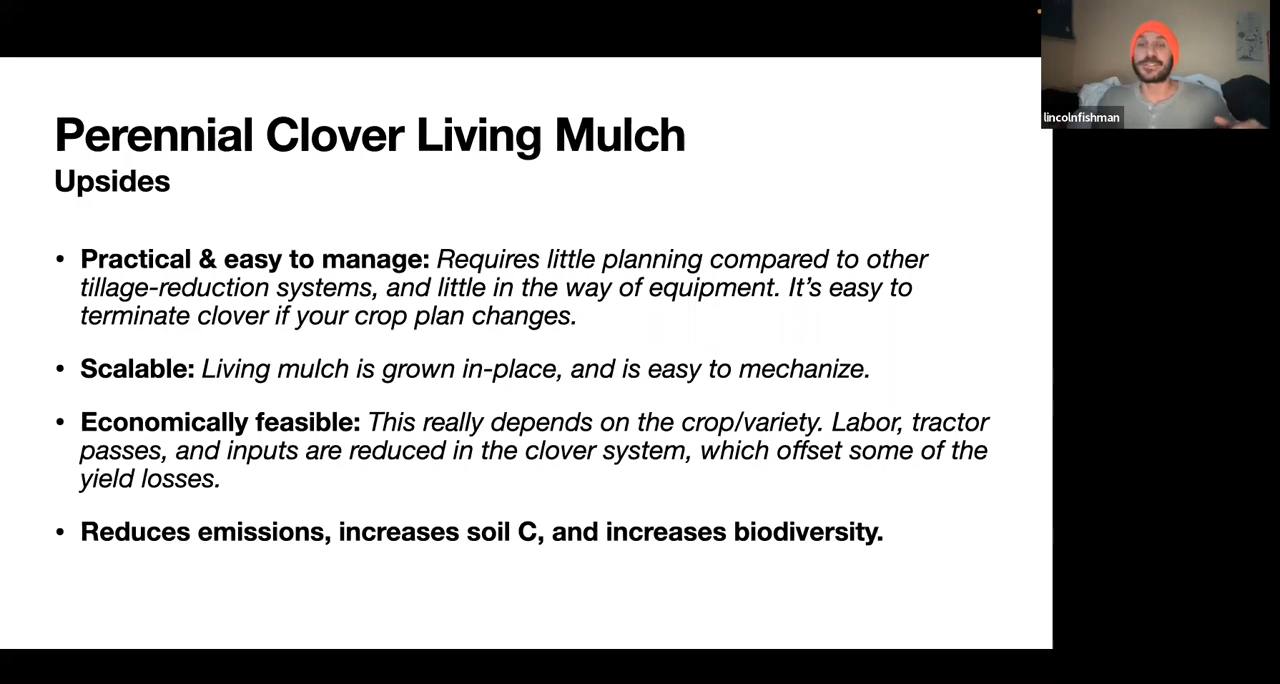 Perennial Clover Living Mulch
Upsides
• Practical & easy to manage: Requires little planning compared to other
tillage-reduction systems, and little in the way of equipment. It’s easy to
terminate clover if your crop plan changes.
• Scalable: Living mulch is grown in-place, and is easy to mechanize.
• Economically feasible: This really depends on the crop/variety. Labor, tractor
passes, and inputs are reduced in the clover system, which offset some of the
yield losses.
• Reduces emissions, increases soil C, and increases biodiversity.
lincolnfishman